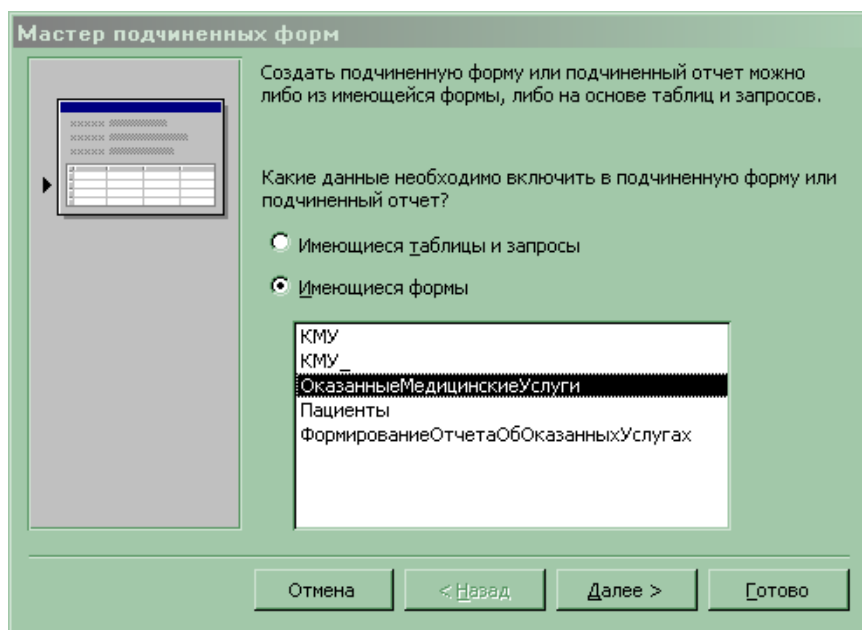 Мастер подчиненных форм
Создать подчиненную форму или подчиненный отчет можно
либо из имеющейся формы, либо на основе таблиц и запросов.
Какие данные необходимо включить в подчиненную форму или
подчиненный отчет?
Имеющиеся таблицы и запросы
Имеющиеся формы
КМУ
КМУ_
ОказанныеМедицинскиеУслуги
Пациенты
ФормированиеОтчетаОбОказанныхУслугах
Отмена
< Назад
Далее >
Готово